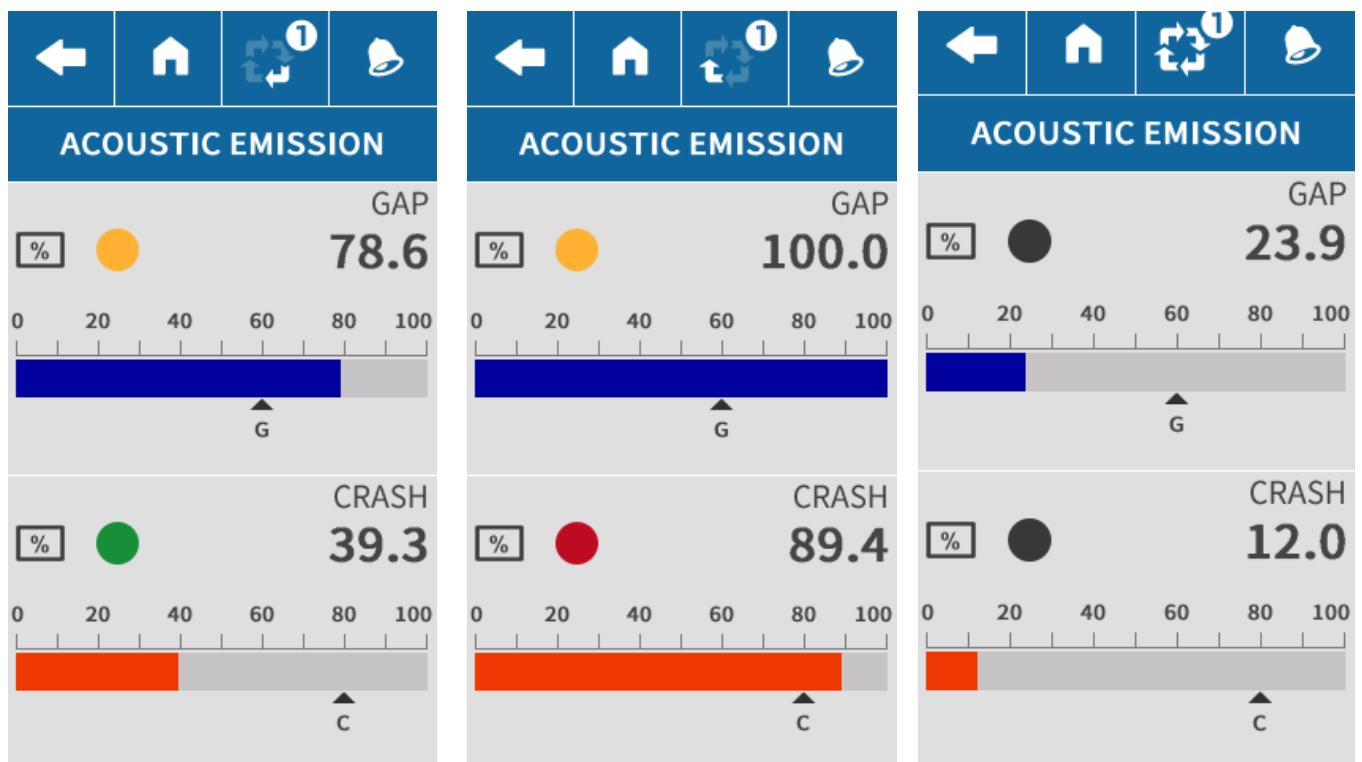 1
ACOUSTIC EMISSION
GAP
% 78.6
0 20 40 60 80 100
G
CRASH
% 39.3
0 20 40 60 80 100
C
1
ACOUSTIC EMISSION
GAP
% 100.0
0 20 40 60 80 100
G
CRASH
% 89.4
0 20 40 60 80 100
C
1
ACOUSTIC EMISSION
GAP
% 23.9
0 20 40 60 80 100
G
CRASH
% 12.0
0 20 40 60 80 100
C